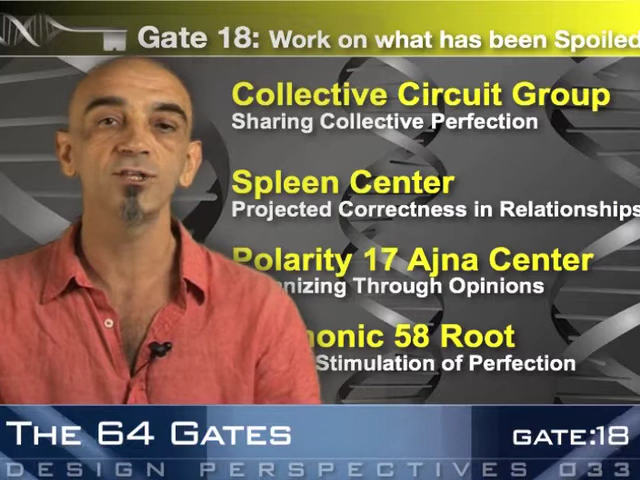 Gate 18: Work on what has been Spoiled
Collective Circuit Group
Sharing Collective Perfection
Spleen Center
Projected Correctness in Relationships
Polarity 17 Ajna Center
Through Opinions
58 Root
Stimulation of Perfection
THE 64 GATES
GATE:18
DESIGN PERSPECTIVES 033